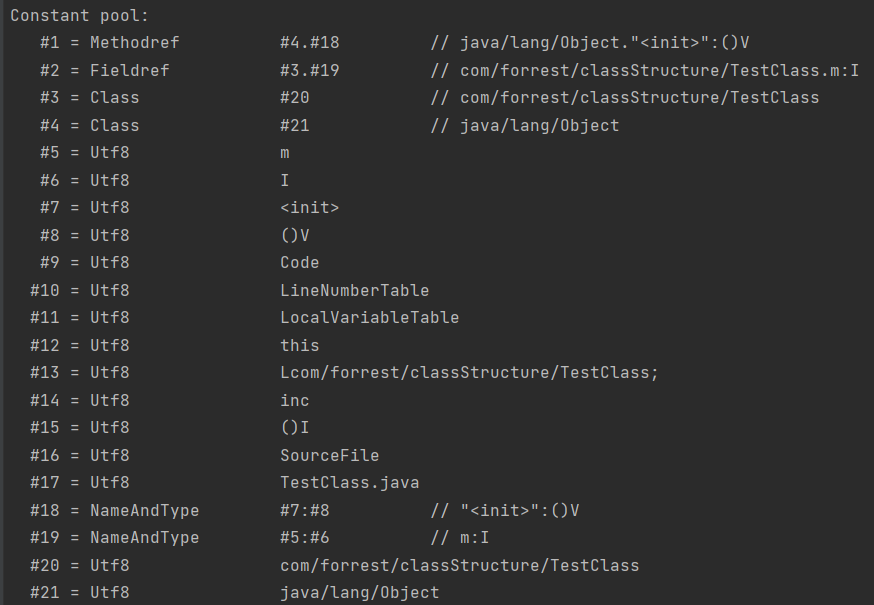 Constant pool:
   #1 = Methodref          #4.#18         // java/lang/Object."<init>":()V
   #2 = Fieldref           #3.#19         // com/forrest/classStructure/TestClass.m:I
   #3 = Class              #20            // com/forrest/classStructure/TestClass
   #4 = Class              #21            // java/lang/Object
   #5 = Utf8               m
   #6 = Utf8               I
   #7 = Utf8               <init>
   #8 = Utf8               ()V
   #9 = Utf8               Code
  #10 = Utf8               LineNumberTable
  #11 = Utf8               LocalVariableTable
  #12 = Utf8               this
  #13 = Utf8               Lcom/forrest/classStructure/TestClass;
  #14 = Utf8               inc
  #15 = Utf8               ()I
  #16 = Utf8               SourceFile
  #17 = Utf8               TestClass.java
  #18 = NameAndType        #7:#8          // "<init>":()V
  #19 = NameAndType        #5:#6          // m:I
  #20 = Utf8               com/forrest/classStructure/TestClass
  #21 = Utf8               java/lang/Object